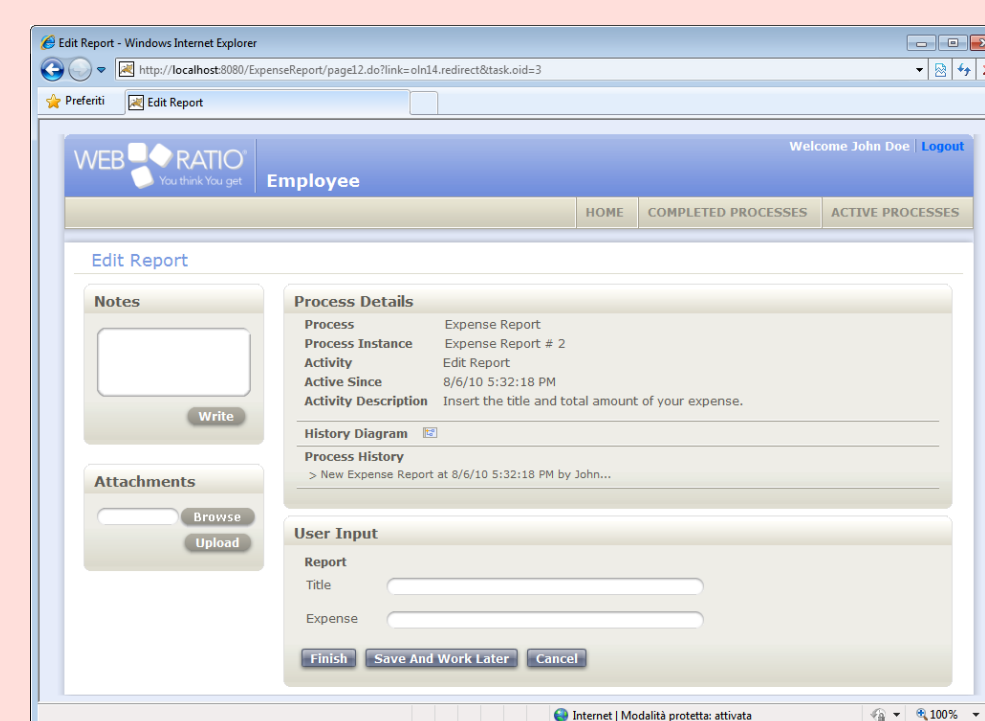 Edit Report - Windows Internet Explorer
http://localhost:8080/ExpenseReport/page12.do?link=oln14.redirect&task.oid=3
Preferiti
Edit Report
Welcome John Doe | Logout
WEB RATIO®
You think You get
Employee
HOME COMPLETED PROCESSES ACTIVE PROCESSES
Edit Report
Notes
Write
Attachments
Browse
Upload
Process Details
Process Expense Report
Process Instance Expense Report # 2
Activity Edit Report
Active Since 8/6/10 5:32:18 PM
Activity Description Insert the title and total amount of your expense.
History Diagram
Process History
> New Expense Report at 8/6/10 5:32:18 PM by John...
User Input
Report
Title
Expense
Finish Save And Work Later Cancel
Internet | Modalità protetta: attivata
100%